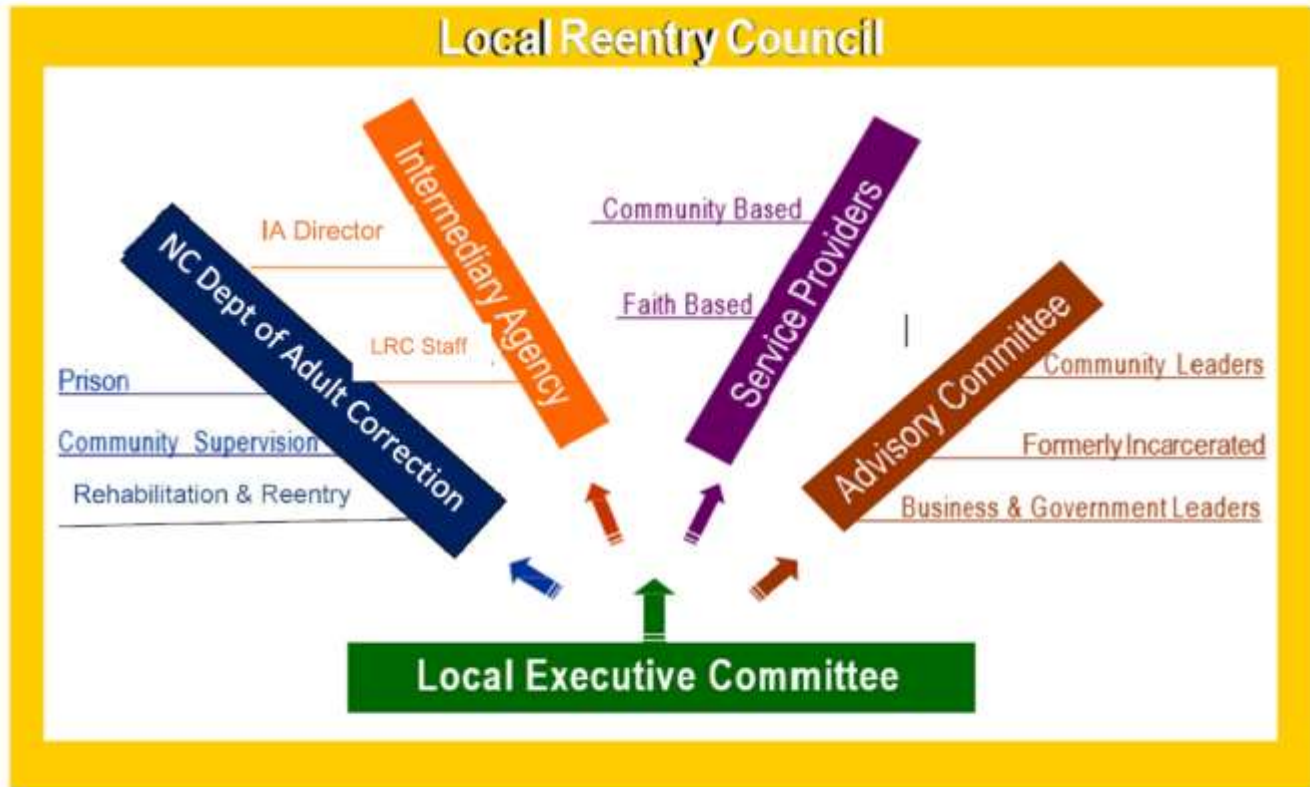 Local Reentry Council
NC Dept of Adult Correction
Prison
Community Supervision
Rehabilitation & Reentry
Intermediary Agency
IA Director
LRC Staff
Service Providers
Community Based
Faith Based
Advisory Committee
Community Leaders
Formerly Incarcerated
Business & Government Leaders
Local Executive Committee